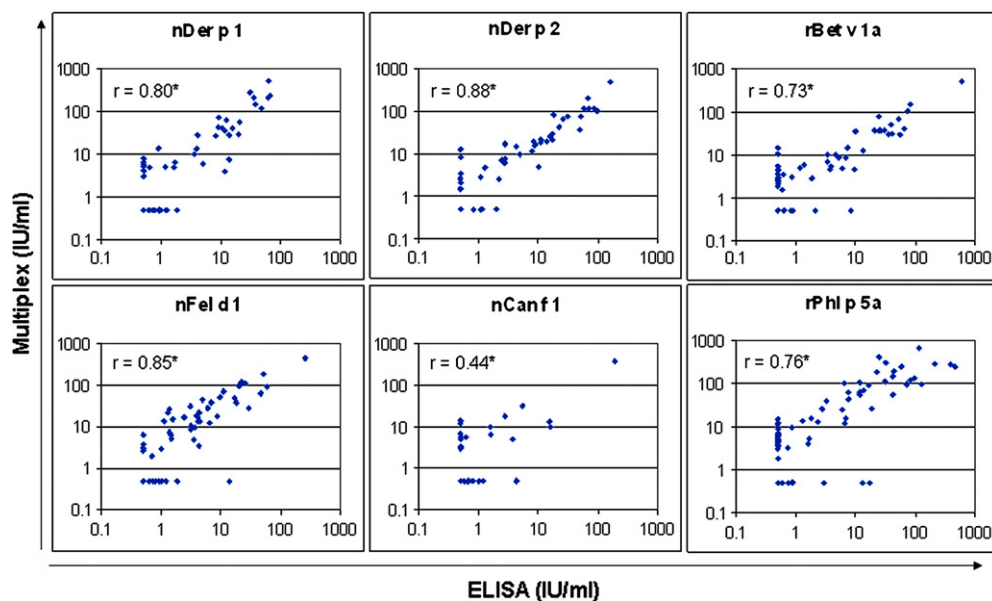 nDer p 1
nDer p 2
rBet v 1a
1000
100
10
1
0.1
r = 0.80*
0.1 1 10 100 1000
1000
100
10
1
0.1
r = 0.88*
0.1 1 10 100 1000
1000
100
10
1
0.1
r = 0.73*
0.1 1 10 100 1000
Multiplex (IU/ml)
nFel d 1
nCan f 1
rPhl p 5a
1000
100
10
1
0.1
r = 0.85*
0.1 1 10 100 1000
1000
100
10
1
0.1
r = 0.44*
0.1 1 10 100 1000
1000
100
10
1
0.1
r = 0.76*
0.1 1 10 100 1000
ELISA (IU/ml)